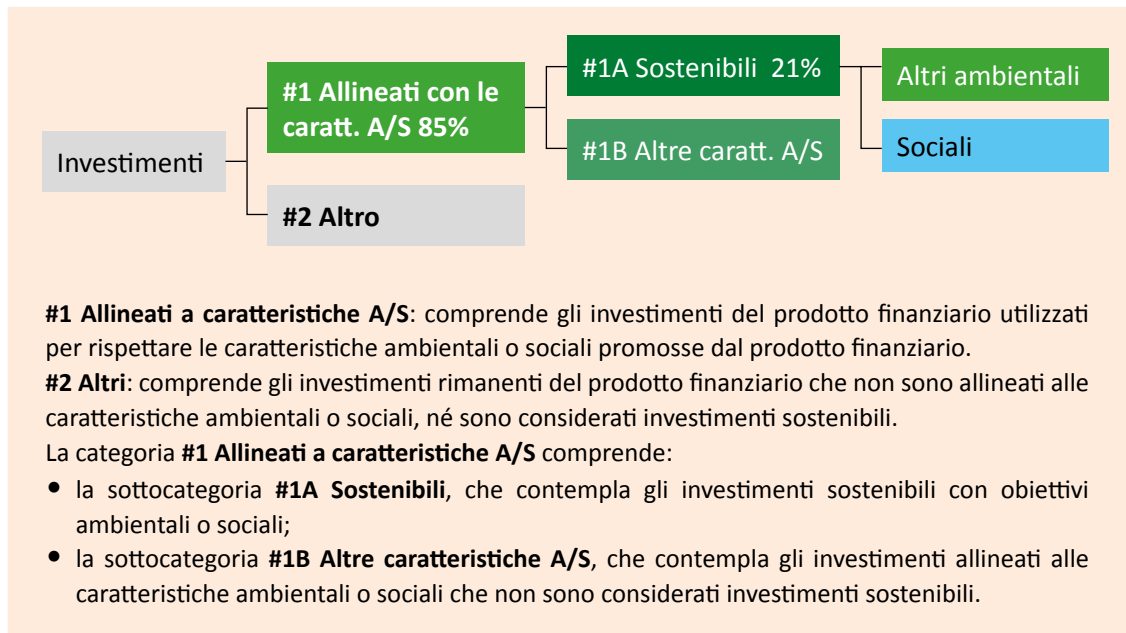 Investimenti
#1 Allineati con le
caratt. A/S 85%
#2 Altro
#1A Sostenibili 21%
#1B Altre caratt. A/S
Altri ambientali
Sociali
#1 Allineati a caratteristiche A/S: comprende gli investimenti del prodotto finanziario utilizzati
per rispettare le caratteristiche ambientali o sociali promosse dal prodotto finanziario.
#2 Altri: comprende gli investimenti rimanenti del prodotto finanziario che non sono allineati alle
caratteristiche ambientali o sociali, né sono considerati investimenti sostenibili.
La categoria #1 Allineati a caratteristiche A/S comprende:
• la sottocategoria #1A Sostenibili, che contempla gli investimenti sostenibili con obiettivi
ambientali o sociali;
• la sottocategoria #1B Altre caratteristiche A/S, che contempla gli investimenti allineati alle
caratteristiche ambientali o sociali che non sono considerati investimenti sostenibili.